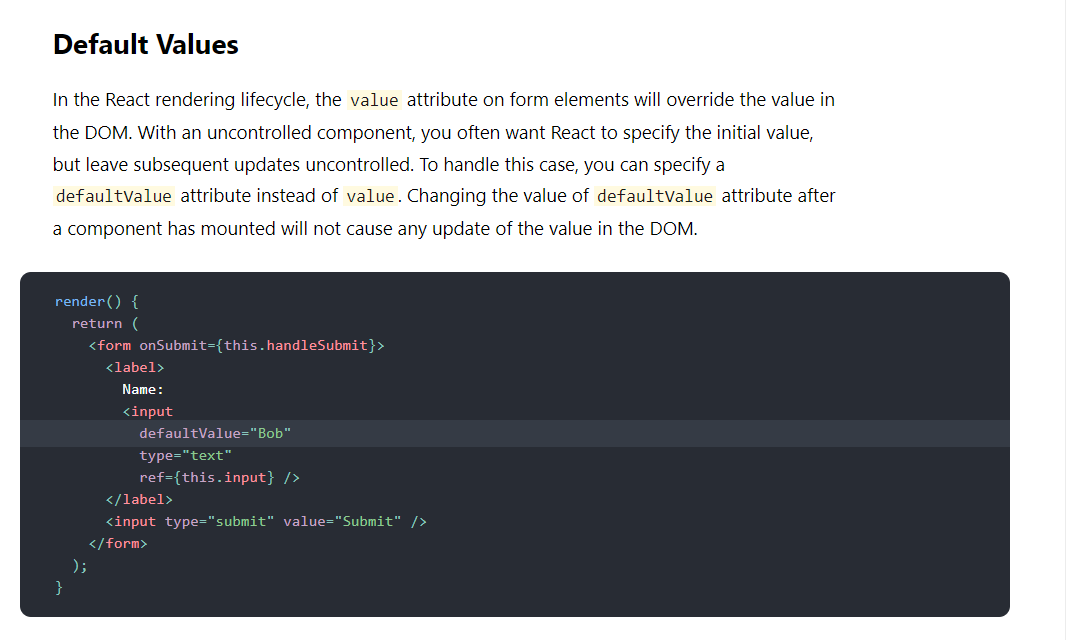 Default Values
In the React rendering lifecycle, the value attribute on form elements will override the value in
the DOM. With an uncontrolled component, you often want React to specify the initial value,
but leave subsequent updates uncontrolled. To handle this case, you can specify a
defaultValue attribute instead of value. Changing the value of defaultValue attribute after
a component has mounted will not cause any update of the value in the DOM.
render() {
  return (
    <form onSubmit={this.handleSubmit}>
      <label>
        Name:
        <input
          defaultValue="Bob"
          type="text"
          ref={this.input} />
      </label>
      <input type="submit" value="Submit" />
    </form>
  );
}